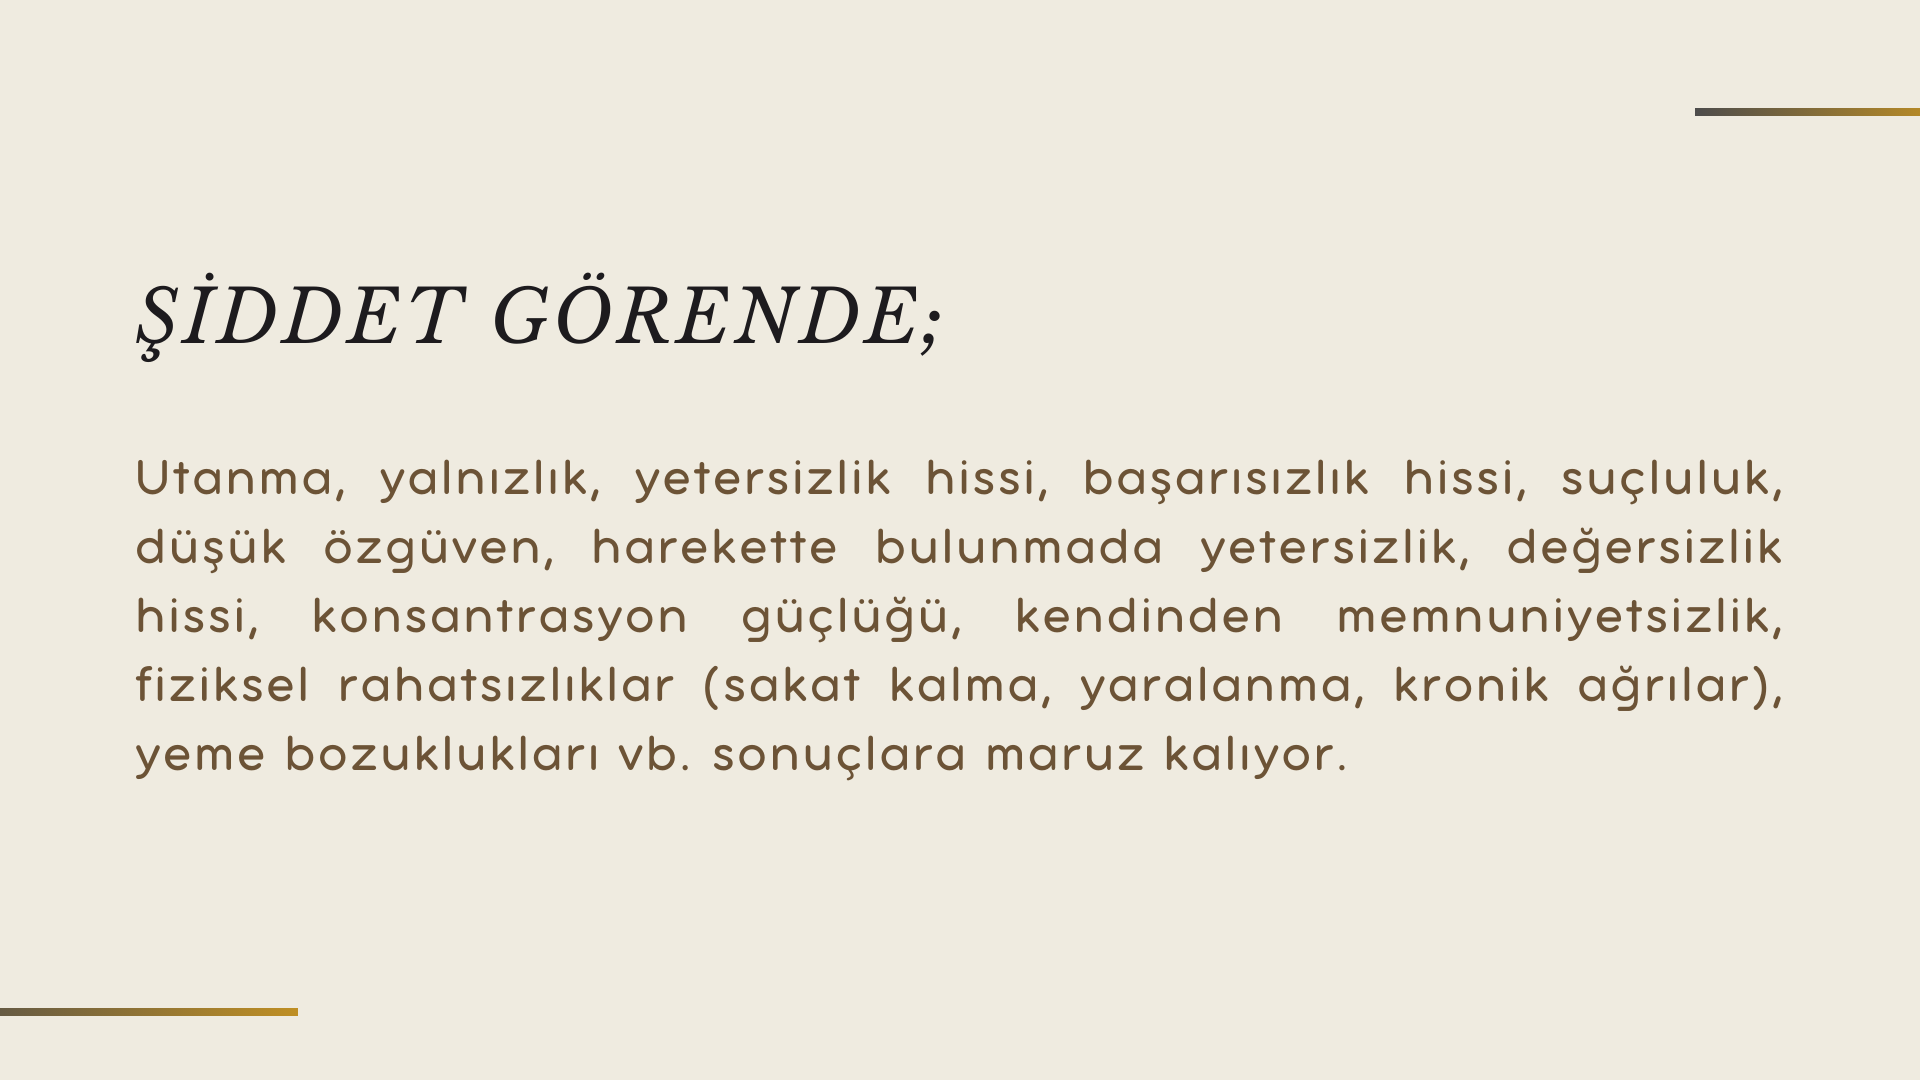 ŞİDDET GÖRENDE;
Utanma, yalnızlık, yetersizlik hissi, başarısızlık hissi, suçluluk,
düşük özgüven, harekette bulunmada yetersizlik, değersizlik
hissi, konsantrasyon güçlüğü, kendinden memnuniyetsizlik,
fiziksel rahatsızlıklar (sakat kalma, yaralanma, kronik ağrılar),
yeme bozuklukları vb. sonuçlara maruz kalıyor.